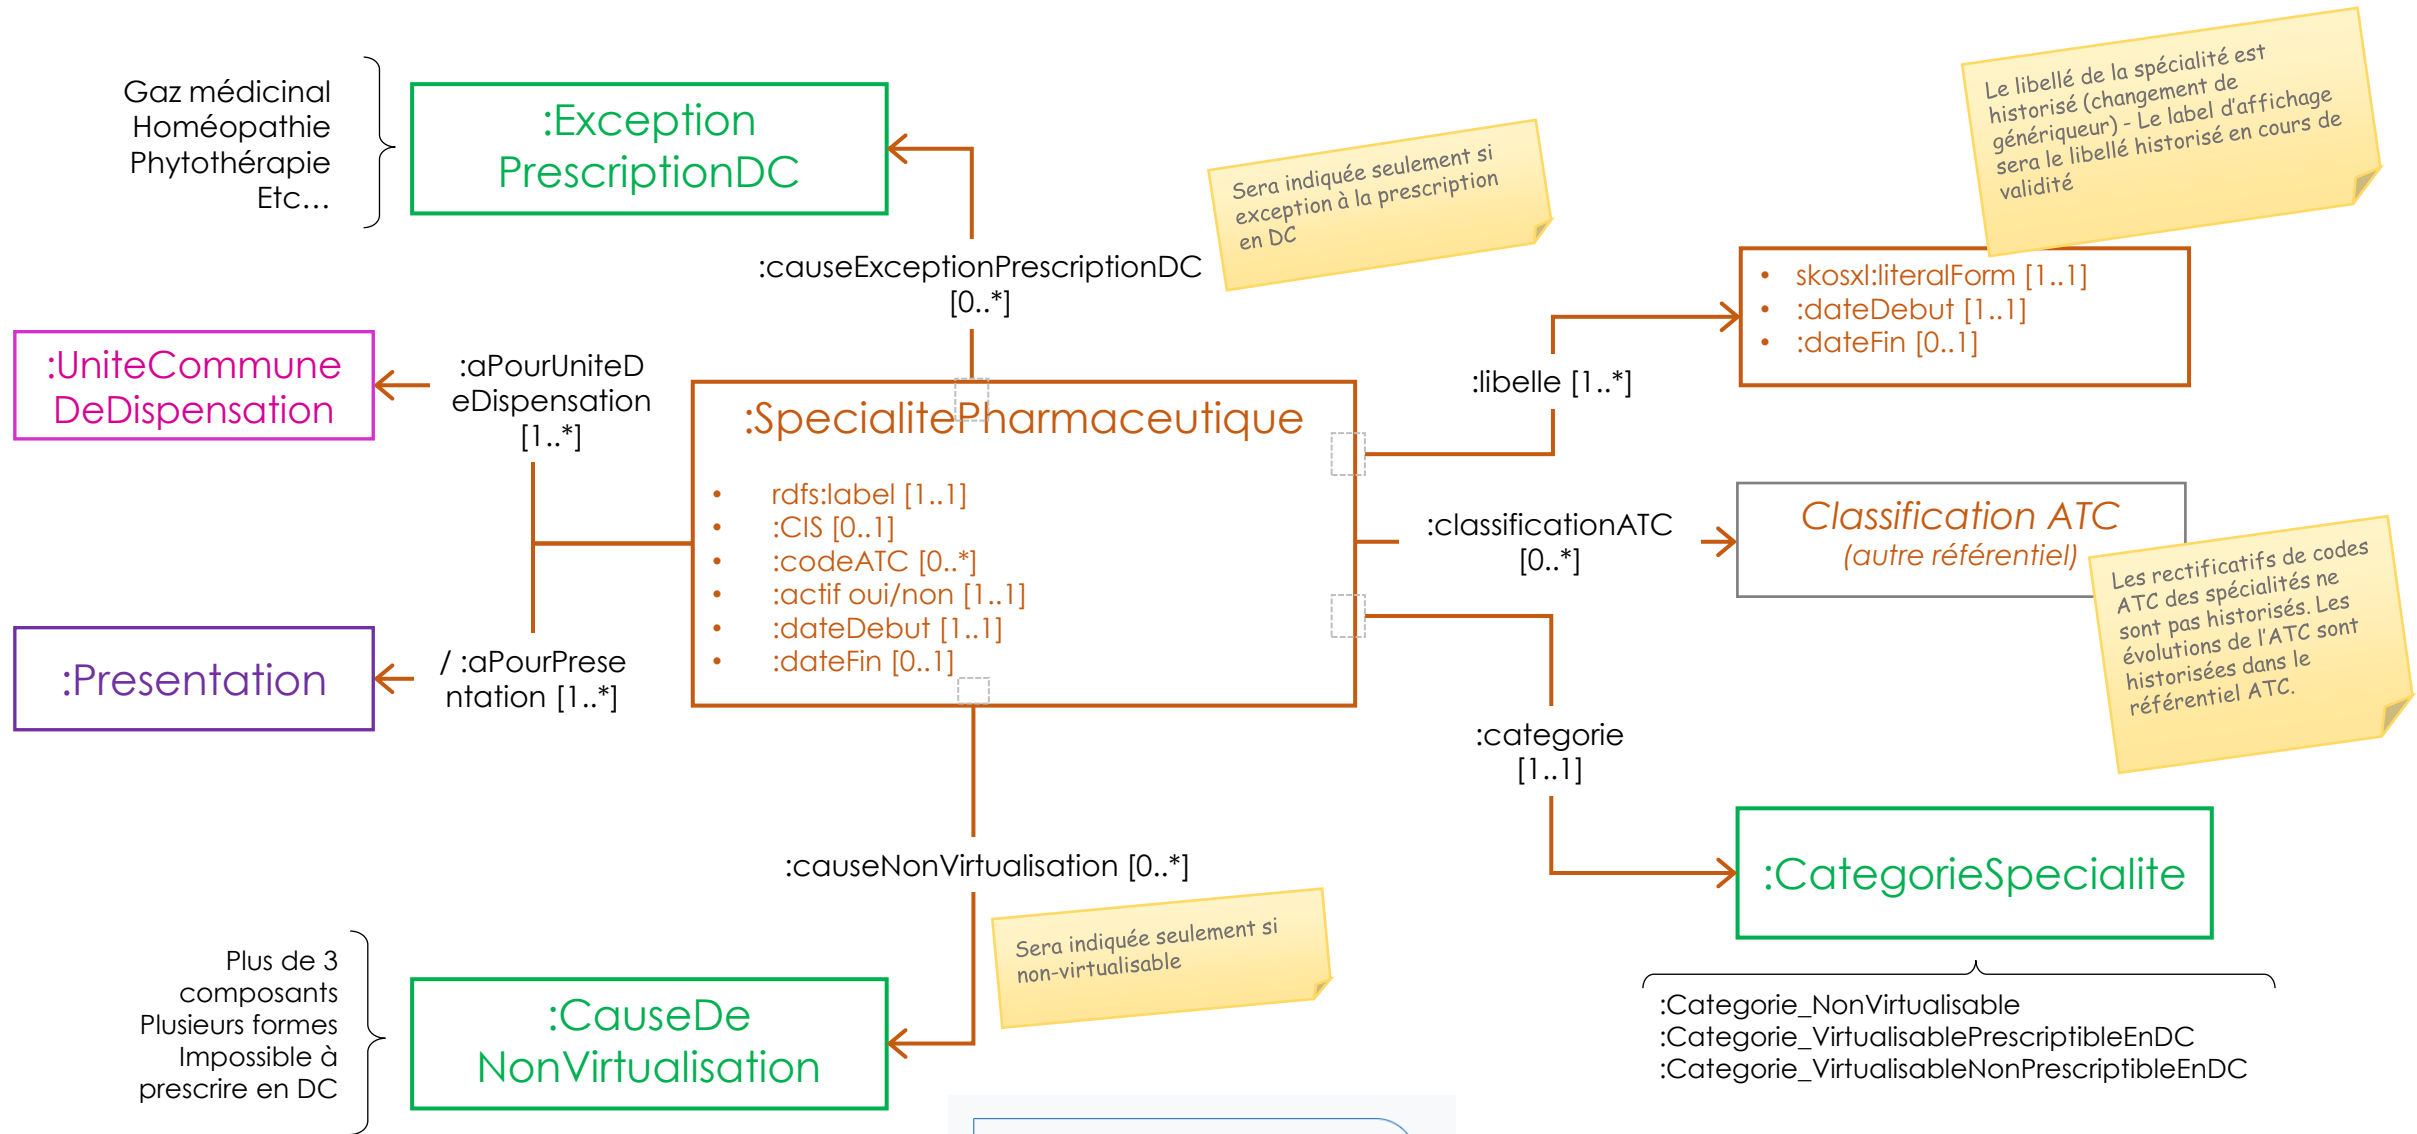 Gaz médicinal
Homéopathie
Phytothérapie
Etc…
:Exception
PrescriptionDC
Sera indiquée seulement si
exception à la prescription
en DC
Le libellé de la spécialité est
historisé (changement de
génériqueur) - Le label d'affichage
sera le libellé historisé en cours de
validité
:causeExceptionPrescriptionDC
[0..*]
• skosxl:literalForm [1..1]
• :dateDebut [1..1]
• :dateFin [0..1]
:UniteCommune
DeDispensation
:aPourUniteD
eDispensation
[1..*]
:libelle [1..*]
:SpecialitePharmaceutique
• rdfs:label [1..1]
• :CIS [0..1]
• :codeATC [0..*]
• :actif oui/non [1..1]
• :dateDebut [1..1]
• :dateFin [0..1]
:classificationATC
[0..*]
Classification ATC
(autre référentiel)
Les rectificatifs de codes
ATC des spécialités ne
sont pas historisés. Les
évolutions de l'ATC sont
historisées dans le
référentiel ATC.
:Presentation
/ :aPourPrese
ntation [1..*]
:categorie
[1..1]
:causeNonVirtualisation [0..*]
:CategorieSpecialite
Sera indiquée seulement si
non-virtualisable
Plus de 3
composants
Plusieurs formes
Impossible à
prescrire en DC
:CauseDe
NonVirtualisation
:Categorie_NonVirtualisable
:Categorie_VirtualisablePrescriptibleEnDC
:Categorie_VirtualisableNonPrescriptibleEnDC